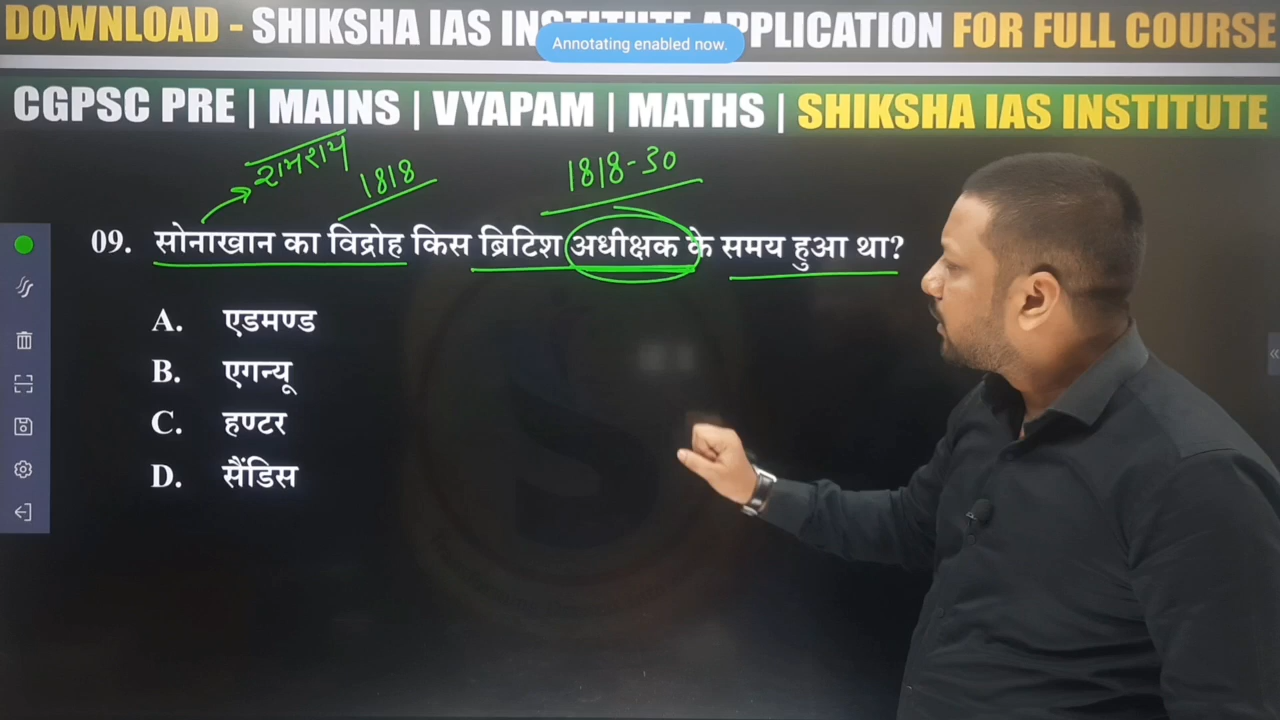 DOWNLOAD - SHIKSHA IAS INSTITUTE APPLICATION FOR FULL COURSE
Annotating enabled now.
CGPSC PRE | MAINS | VYAPAM | MATHS | SHIKSHA IAS INSTITUTE
रामराय 1818 1818-30
09. सोनाखान का विद्रोह किस ब्रिटिश अधीक्षक के समय हुआ था?
A. एडमण्ड
B. एगन्यू
C. हण्टर
D. सैंडिस